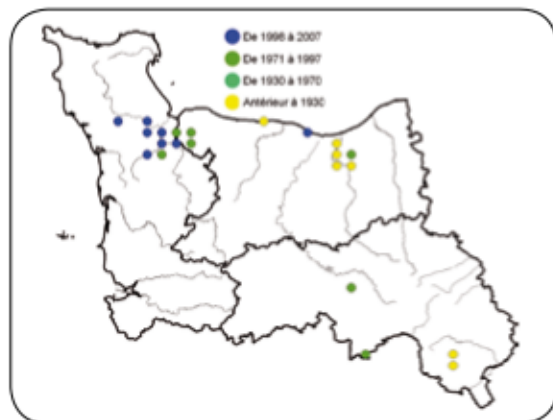 De 1998 à 2007
De 1971 à 1997
De 1930 à 1970
Antérieur à 1930